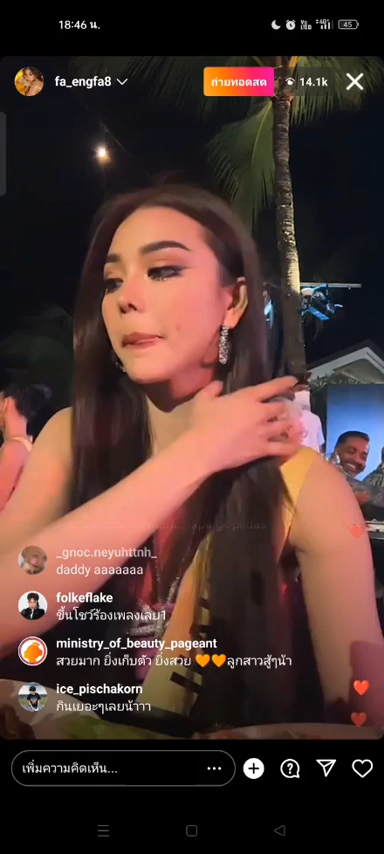 18:46 น.
45
fa_engfa8
ถ่ายทอดสด
14.1k
_gnoc.neyuhttnh_
daddy aaaaaaa
folkeflake
ขึ้นโชว์ร้องเพลงเลย1
ministry_of_beauty_pageant
สวยมาก ยิ่งเก็บตัว ยิ่งสวย 🧡🧡ลูกสาวสู้ๆน้า
ice_pischakorn
กินเยอะๆเลยน้าาา
เพิ่มความคิดเห็น...